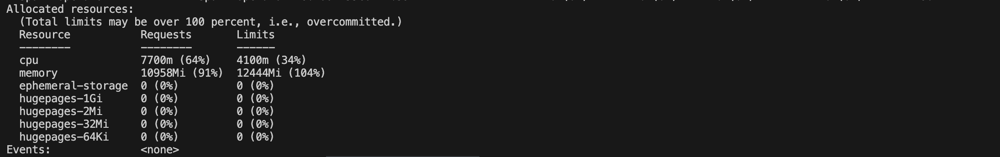 Allocated resources:
  (Total limits may be over 100 percent, i.e., overcommitted.)
  Resource           Requests       Limits
  --------           --------       ------
  cpu                7700m (64%)    4100m (34%)
  memory             10958Mi (91%)  12444Mi (104%)
  ephemeral-storage  0 (0%)         0 (0%)
  hugepages-1Gi      0 (0%)         0 (0%)
  hugepages-2Mi      0 (0%)         0 (0%)
  hugepages-32Mi     0 (0%)         0 (0%)
  hugepages-64Ki     0 (0%)         0 (0%)
Events:              <none>